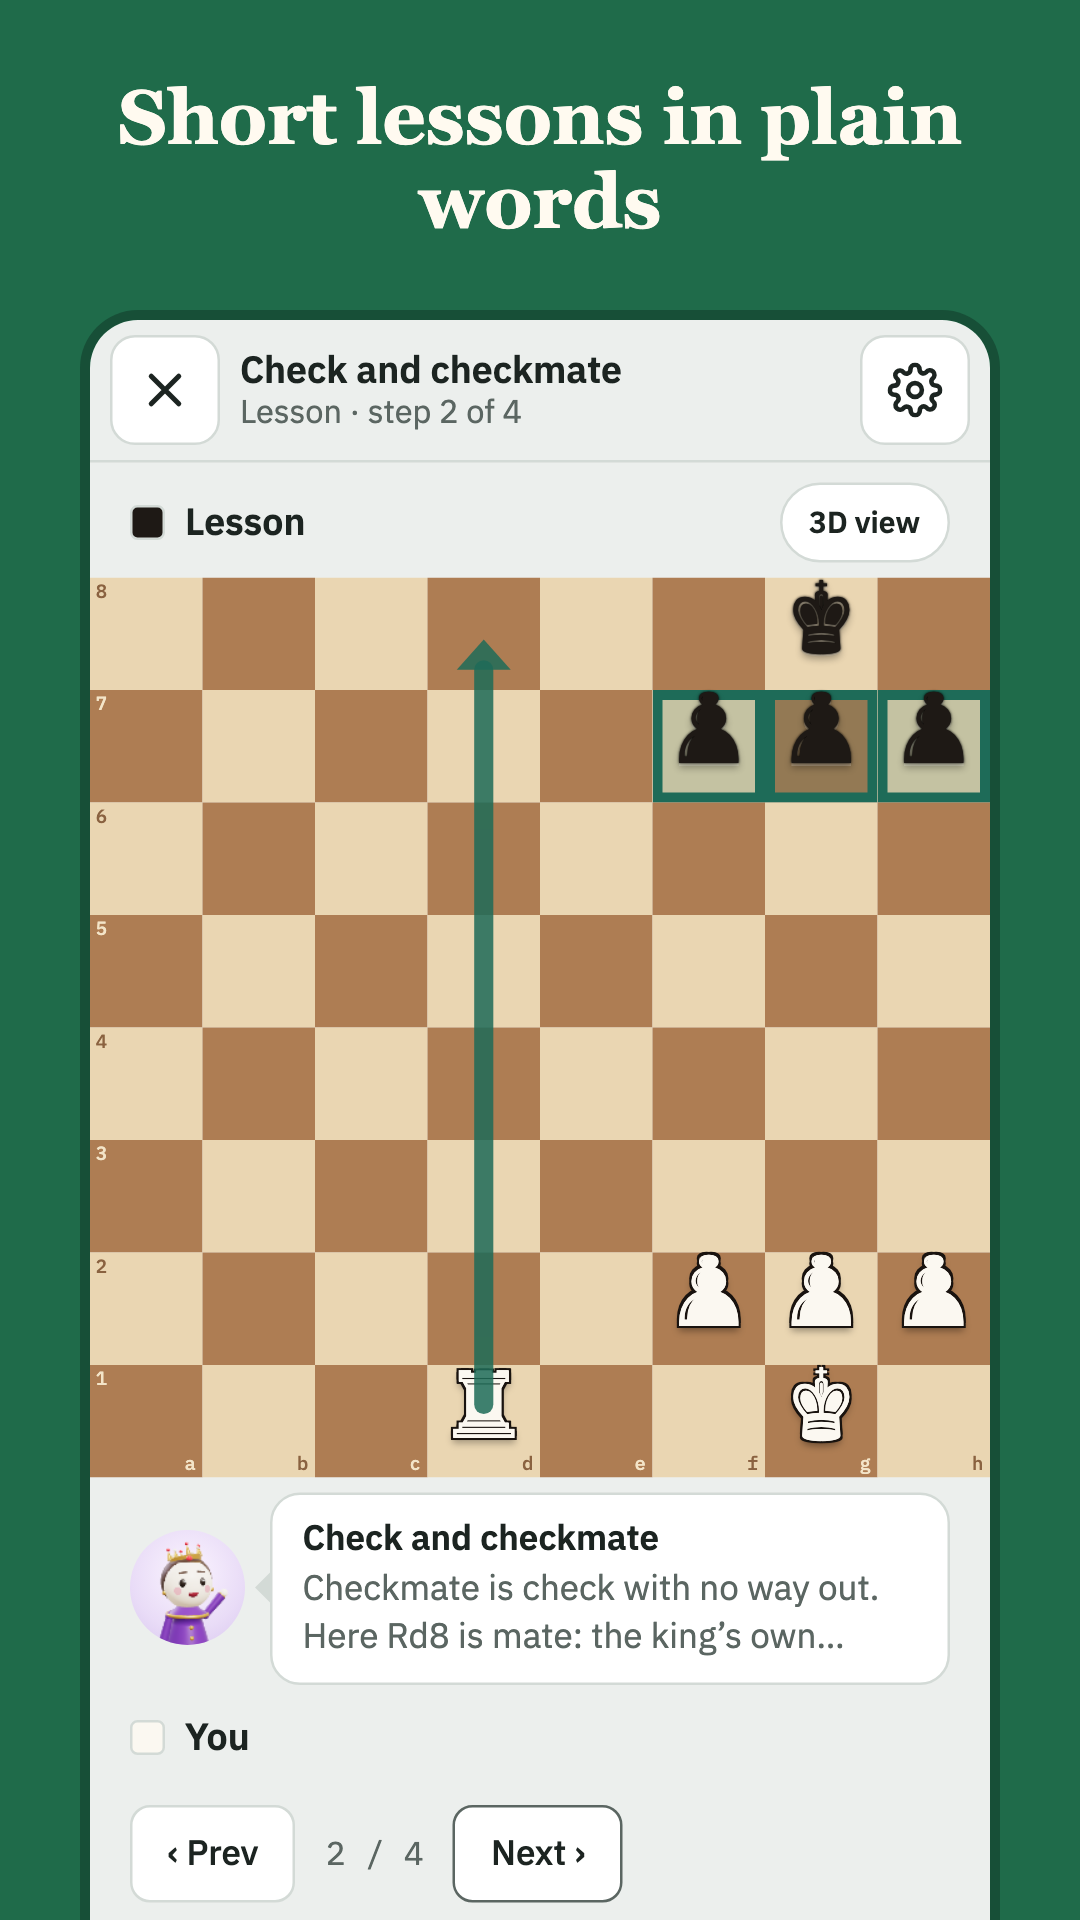 Short lessons in plain
words
Check and checkmate
Lesson · step 2 of 4
Lesson
3D view
8
7
6
5
4
3
2
1
a b c d e f g h
Check and checkmate
Checkmate is check with no way out.
Here Rd8 is mate: the king’s own...
You
‹ Prev
2 / 4
Next ›